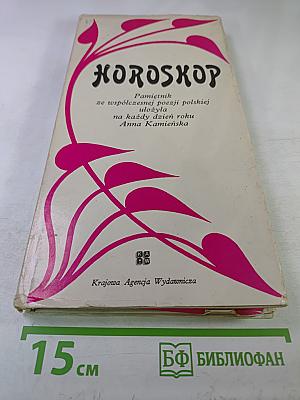 HOROSKOP
Pamiętnik
ze współczesnej poezji polskiej
ułożyła
na każdy dzień roku
Anna Kamieńska
KAW
Krajowa Agencja Wydawnicza
15 см
БФ БИБЛИОФАН